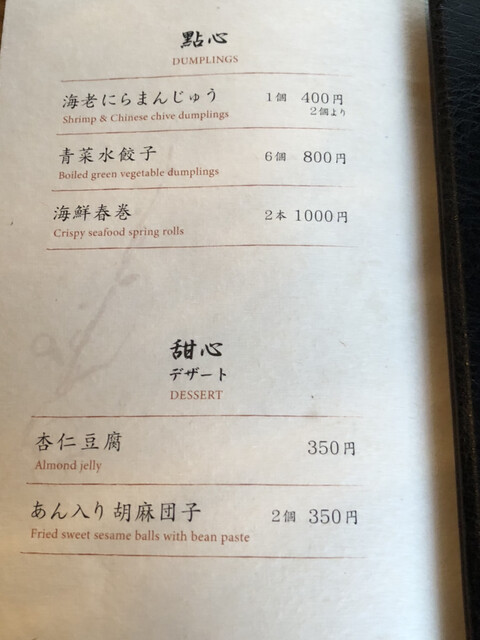 點心
DUMPLINGS
海老にらまんじゅう 1個 400円
Shrimp & Chinese chive dumplings 2個より
青菜水餃子 6個 800円
Boiled green vegetable dumplings
海鮮春巻 2本 1000円
Crispy seafood spring rolls
甜心
デザート
DESSERT
杏仁豆腐 350円
Almond jelly
あん入り胡麻団子 2個 350円
Fried sweet sesame balls with bean paste